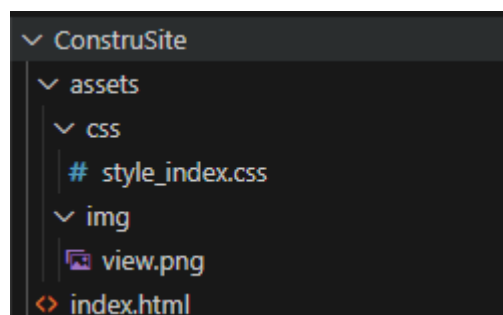 ConstruSite
assets
css
style_index.css
img
view.png
index.html